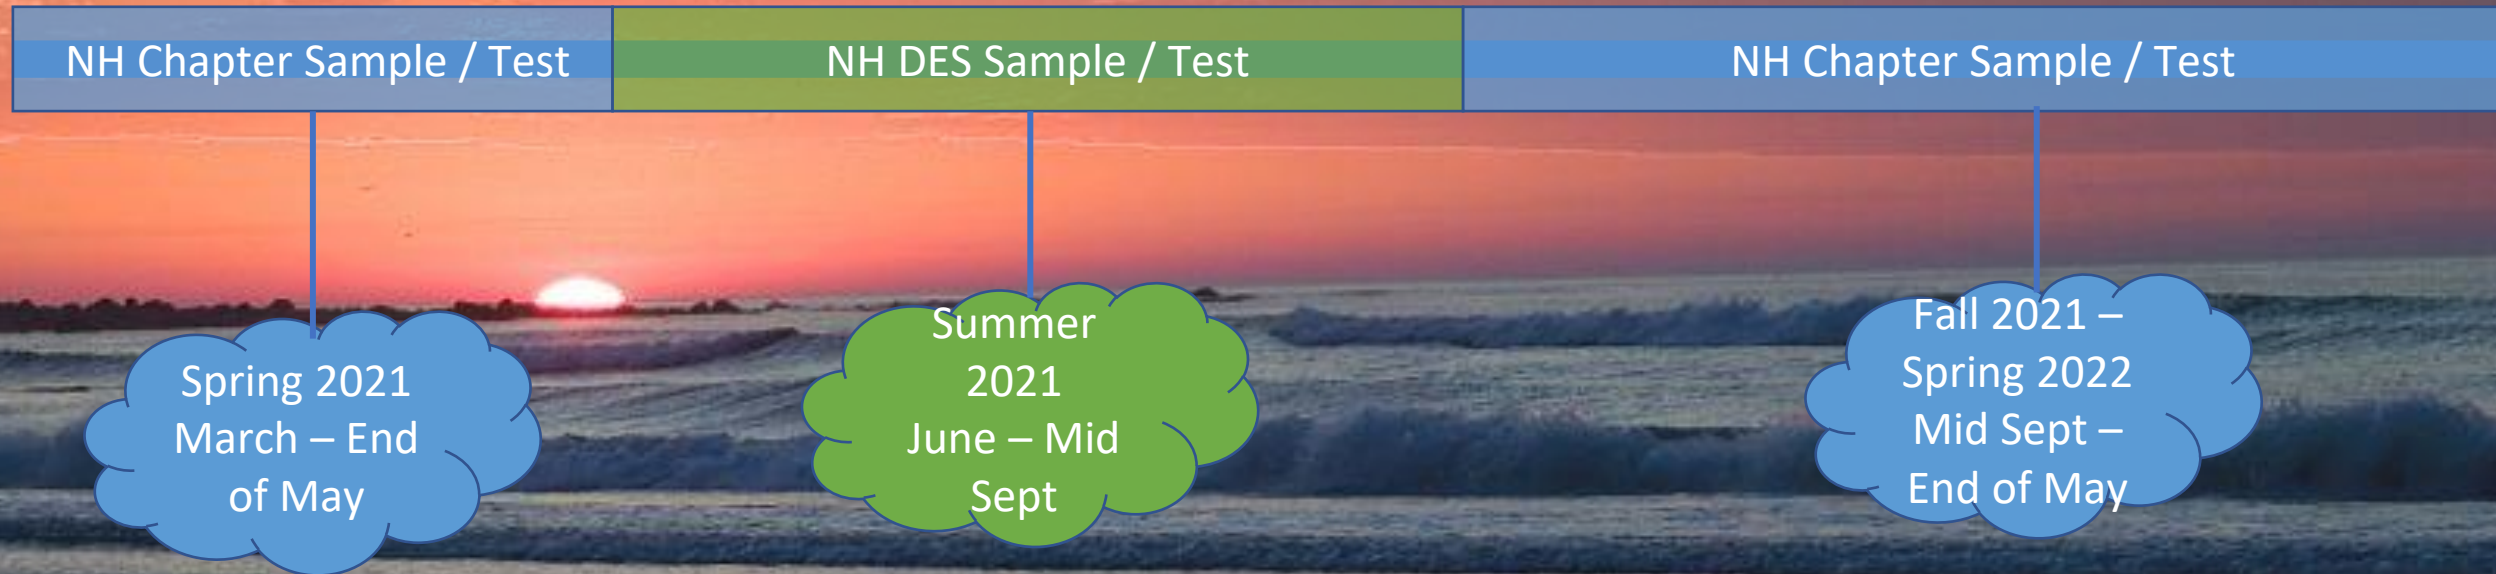 NH Chapter Sample / Test
NH DES Sample / Test
NH Chapter Sample / Test
Spring 2021
March – End
of May
Summer
2021
June – Mid
Sept
Fall 2021 –
Spring 2022
Mid Sept –
End of May